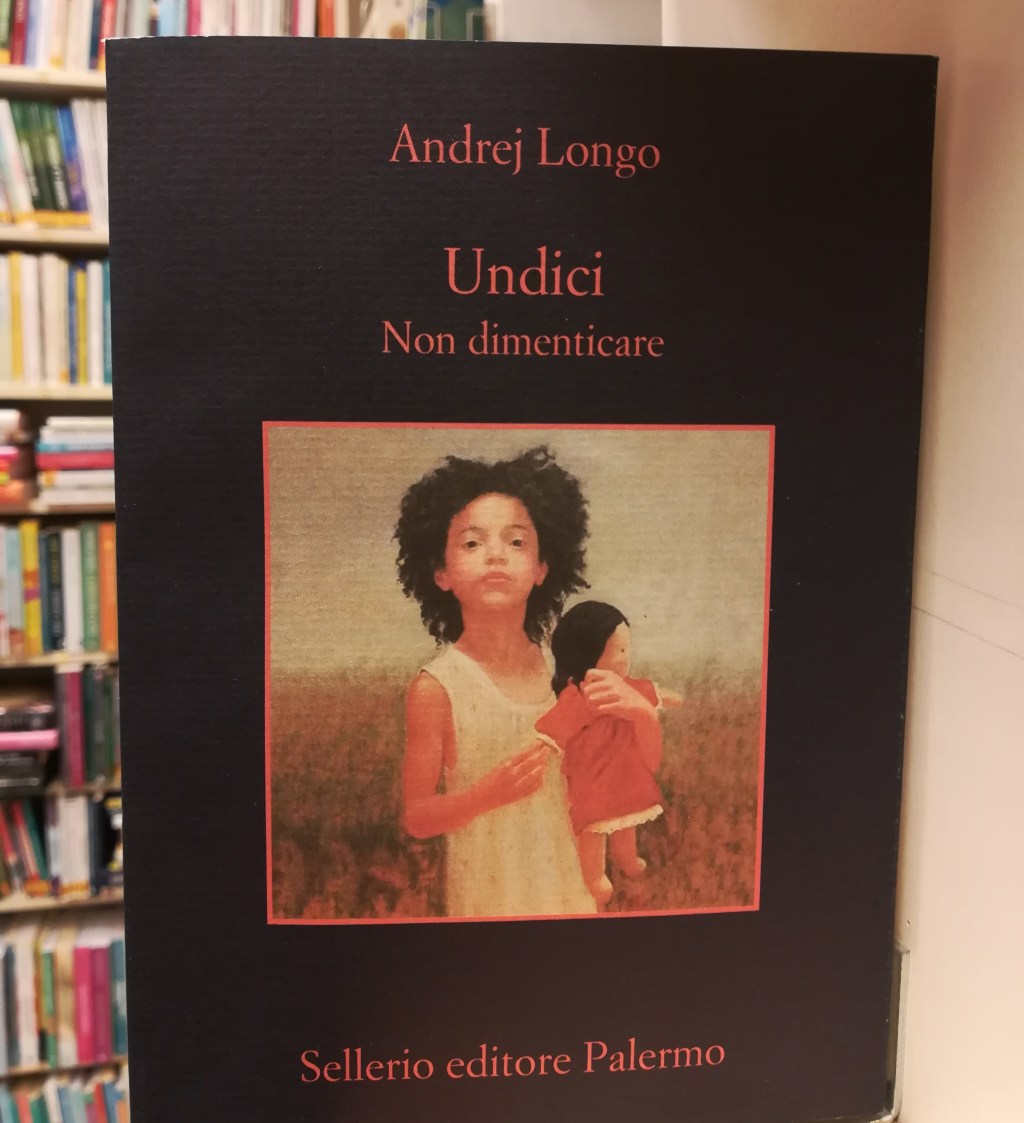 Andrej Longo
Undici
Non dimenticare
Sellerio editore Palermo